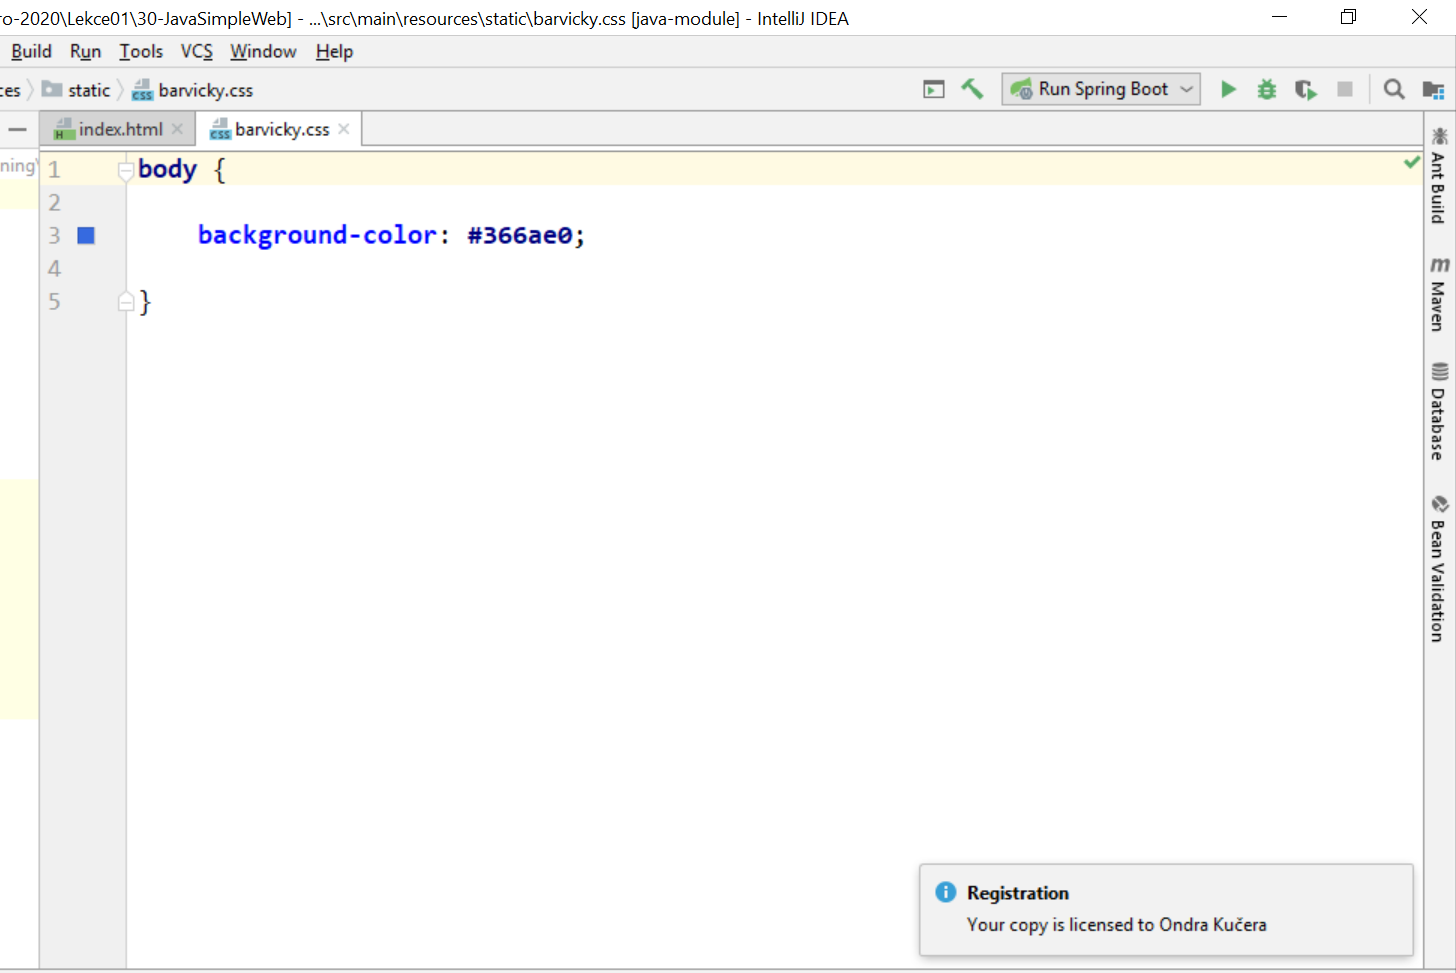 ro-2020\Lekce01\30-JavaSimpleWeb] - ...\src\main\resources\static\barvicky.css [java-module] - IntelliJ IDEA
Build Run Tools VCS Window Help
ces static barvicky.css Run Spring Boot
index.html barvicky.css
ning\
1 body {
2
3 background-color: #366ae0;
4
5 }
Ant Build
Maven
Database
Bean Validation
Registration
Your copy is licensed to Ondra Kučera